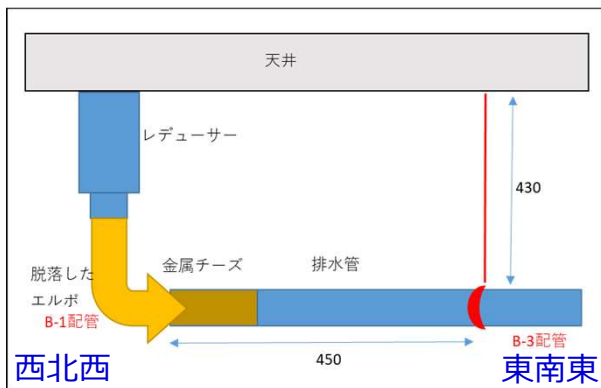 天井
レデューサー
430
脱落した
エルボ
金属チーズ
排水管
B-1配管
B-3配管
450
西北西
東南東